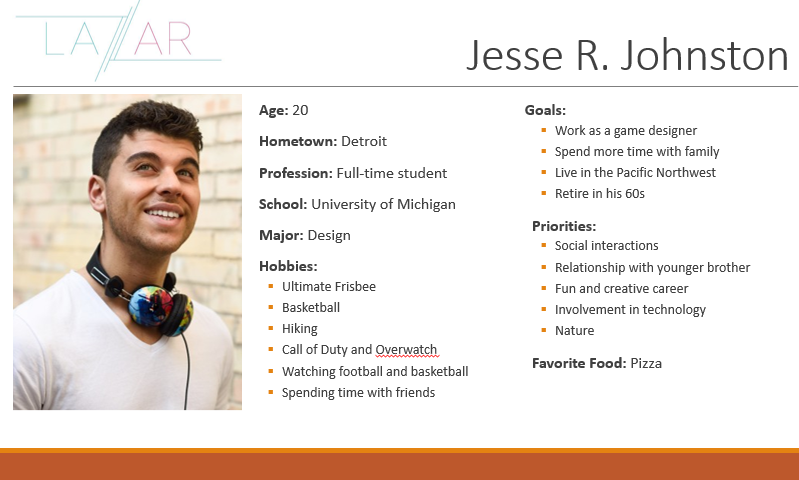 LAZAR
Jesse R. Johnston
Age: 20
Hometown: Detroit
Profession: Full-time student
School: University of Michigan
Major: Design
Hobbies:
Ultimate Frisbee
Basketball
Hiking
Call of Duty and Overwatch
Watching football and basketball
Spending time with friends
Goals:
Work as a game designer
Spend more time with family
Live in the Pacific Northwest
Retire in his 60s
Priorities:
Social interactions
Relationship with younger brother
Fun and creative career
Involvement in technology
Nature
Favorite Food: Pizza